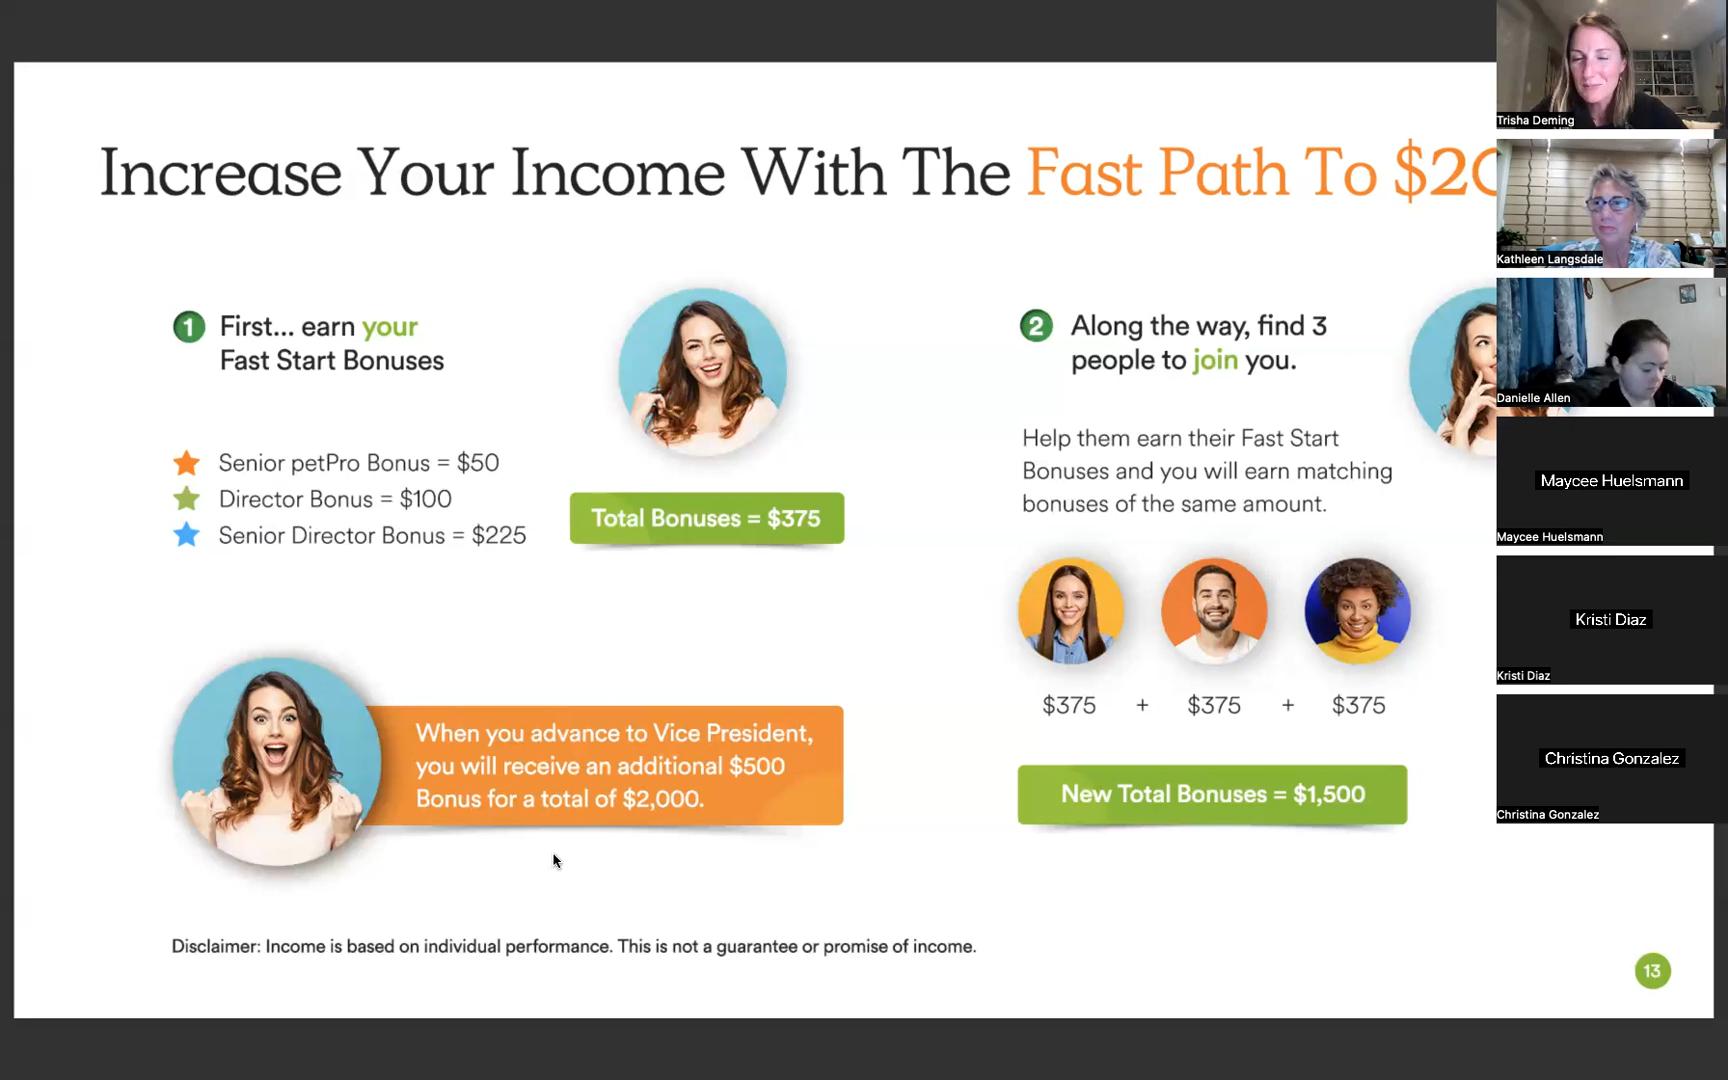 Increase Your Income With The Fast Path To $20
1 First... earn your
Fast Start Bonuses
Senior petPro Bonus = $50
Director Bonus = $100
Senior Director Bonus = $225
Total Bonuses = $375
When you advance to Vice President,
you will receive an additional $500
Bonus for a total of $2,000.
2 Along the way, find 3
people to join you.
Help them earn their Fast Start
Bonuses and you will earn matching
bonuses of the same amount.
$375 + $375 + $375
New Total Bonuses = $1,500
Disclaimer: Income is based on individual performance. This is not a guarantee or promise of income.
13
Trisha Deming
Kathleen Langsdale
Danielle Allen
Maycee Huelsmann
Maycee Huelsmann
Kristi Diaz
Kristi Diaz
Christina Gonzalez
Christina Gonzalez